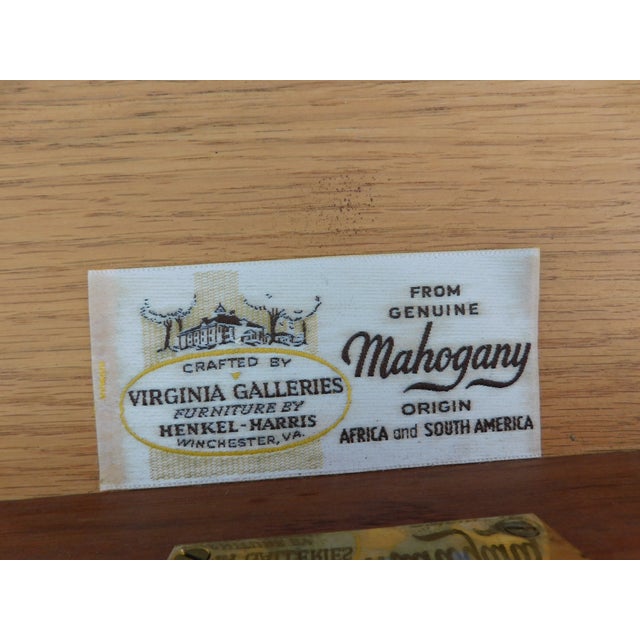 CRAFTED BY
VIRGINIA GALLERIES
FURNITURE BY
HENKEL-HARRIS
WINCHESTER, VA.
FROM
GENUINE
Mahogany
ORIGIN
AFRICA and SOUTH AMERICA